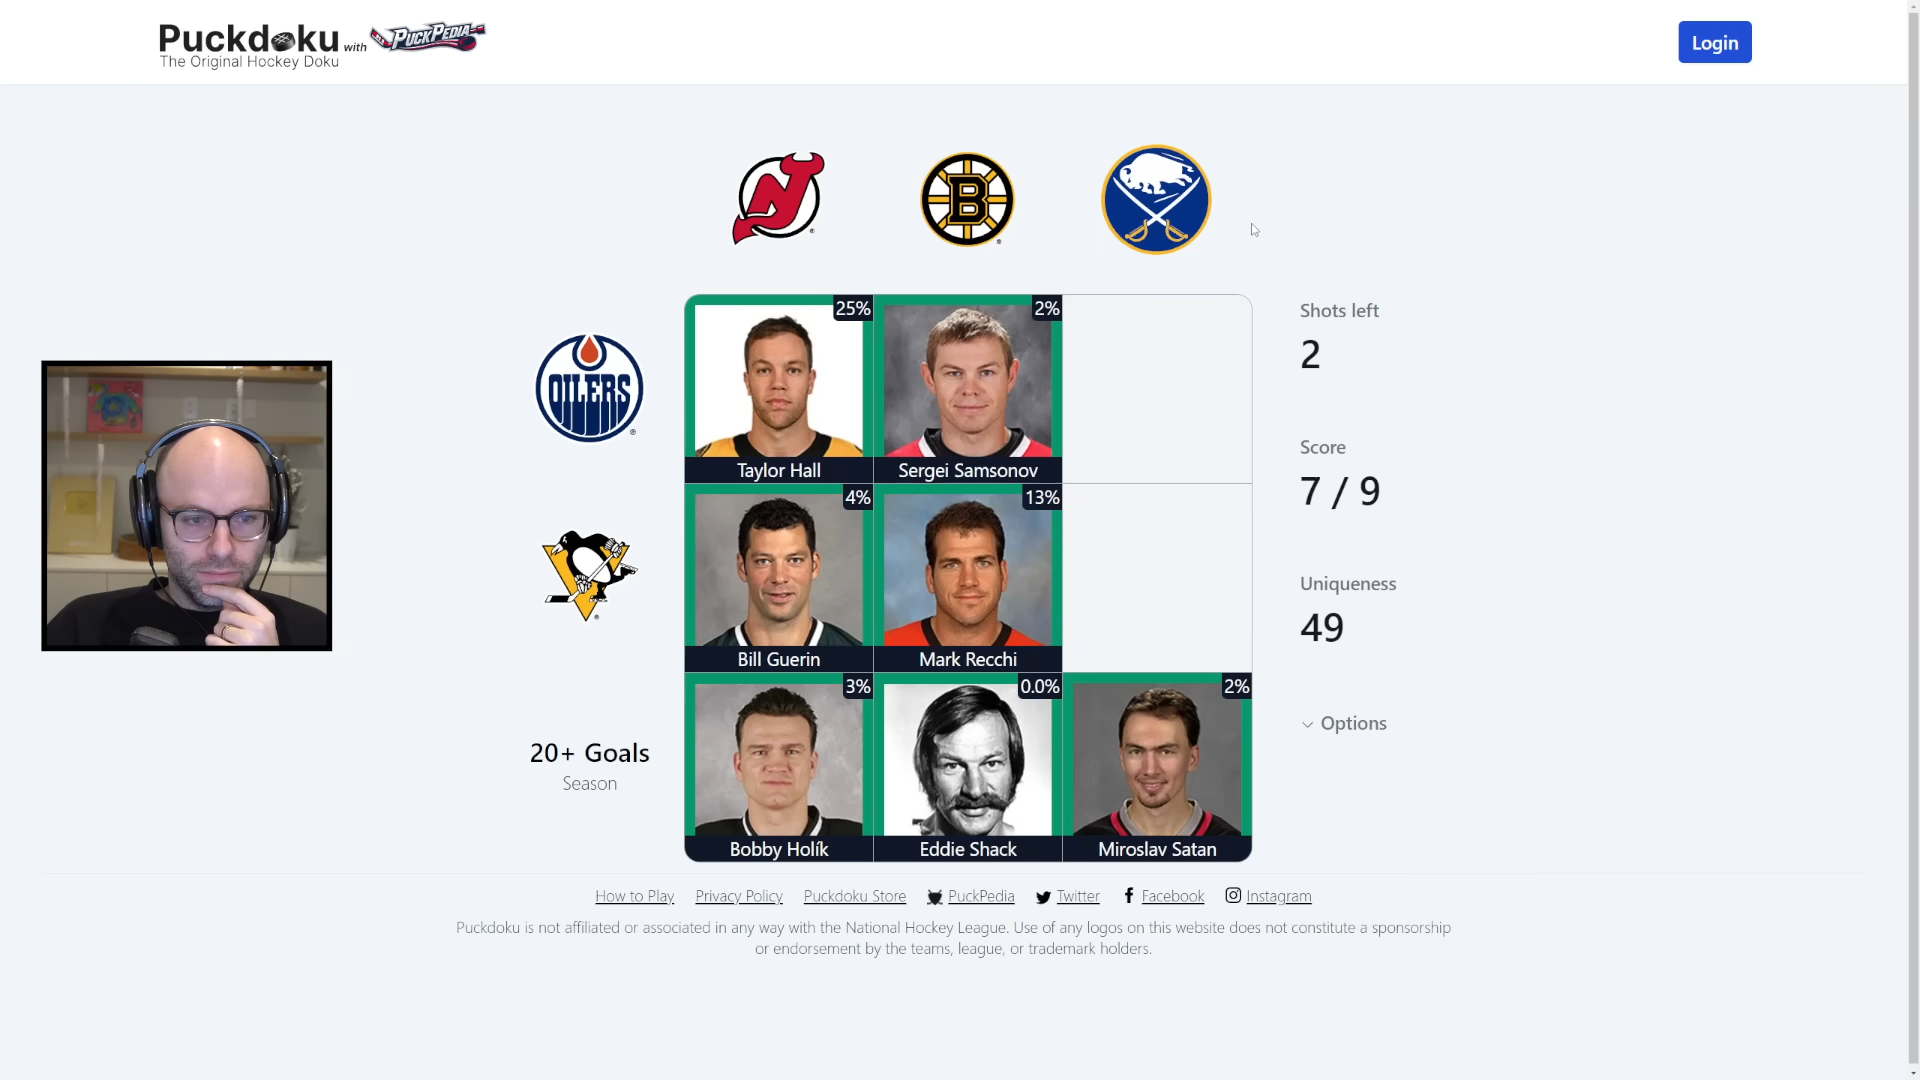 Puckdoku with PUCKPEDIA
The Original Hockey Doku
Login
B
OILERS
25%
Taylor Hall
2%
Sergei Samsonov
4%
Bill Guerin
13%
Mark Recchi
20+ Goals
Season
3%
Bobby Holík
0.0%
Eddie Shack
2%
Miroslav Satan
Shots left
2
Score
7 / 9
Uniqueness
49
Options
How to Play Privacy Policy Puckdoku Store PuckPedia Twitter Facebook Instagram
Puckdoku is not affiliated or associated in any way with the National Hockey League. Use of any logos on this website does not constitute a sponsorship
or endorsement by the teams, league, or trademark holders.